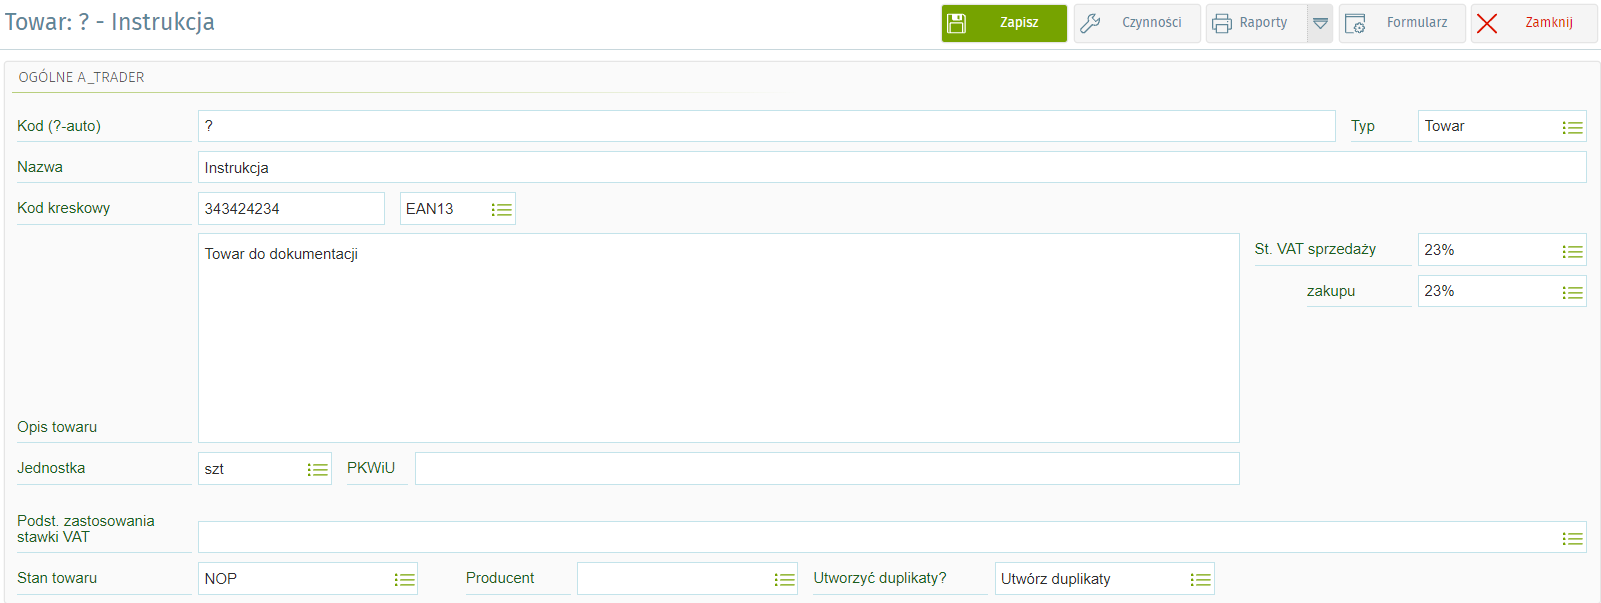 Towar: ? - Instrukcja
Zapisz
Czynności
Raporty
Formularz
Zamknij
OGÓLNE A_TRADER
Kod (?-auto)
?
Typ
Towar
Nazwa
Instrukcja
Kod kreskowy
343424234
EAN13
Opis towaru
Towar do dokumentacji
St. VAT sprzedaży
23%
zakupu
23%
Jednostka
szt
PKWiU
Podst. zastosowania
stawki VAT
Stan towaru
NOP
Producent
Utworzyć duplikaty?
Utwórz duplikaty